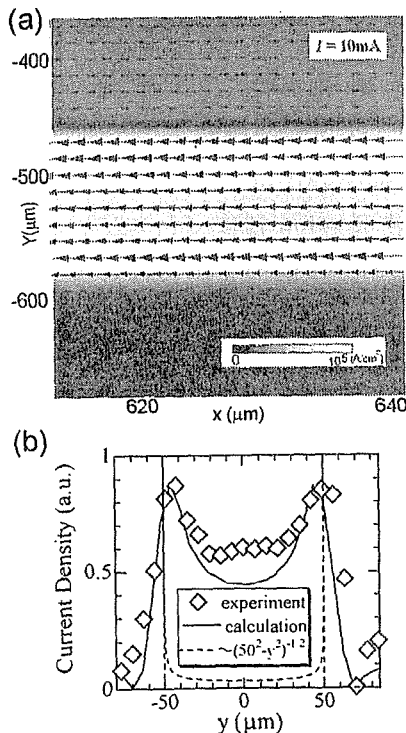 (a)
I = 10mA
-400
-500
-600
Y(μm)
0 10⁵ (A/cm²)
620 640
x (μm)
(b)
Current Density (a.u.)
1
0.5
0
◇ experiment
— calculation
--- ~(50²-y²)⁻¹·²
-50 0 50
y (μm)